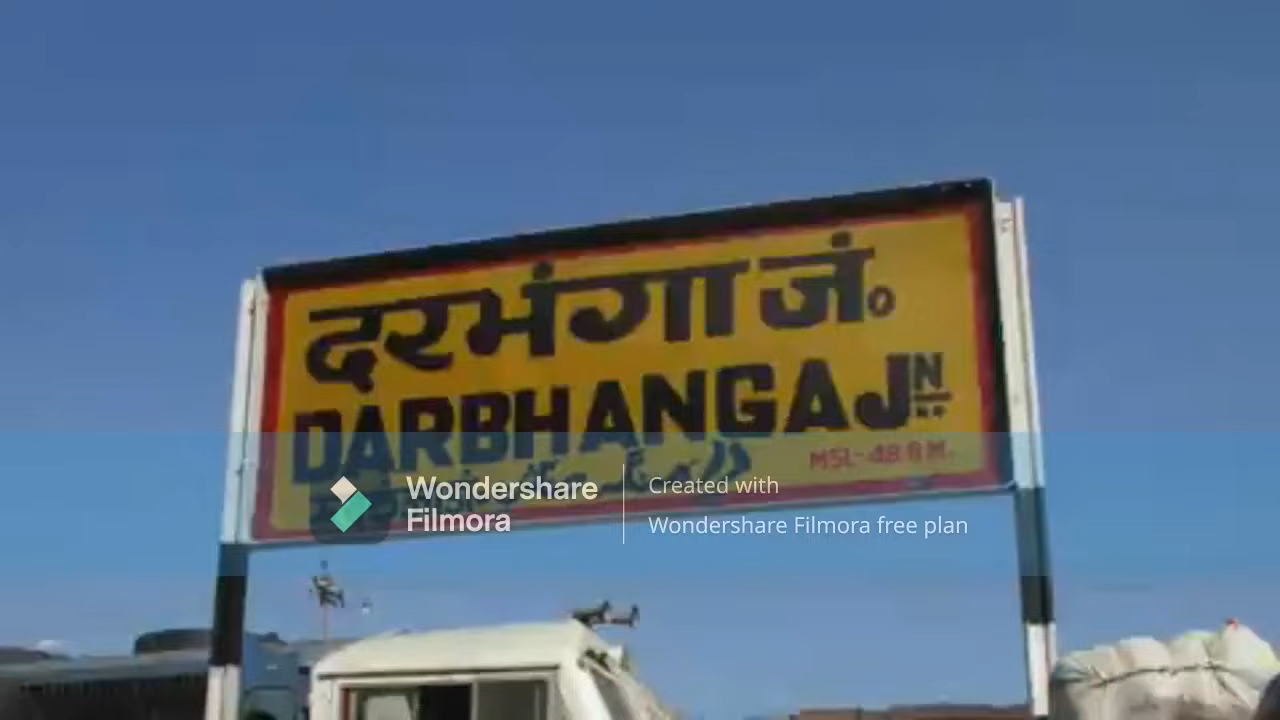 दरभंगा जं०
DARBHANGA JN
MSL-48.8 M.
Wondershare
Filmora
Created with
Wondershare Filmora free plan